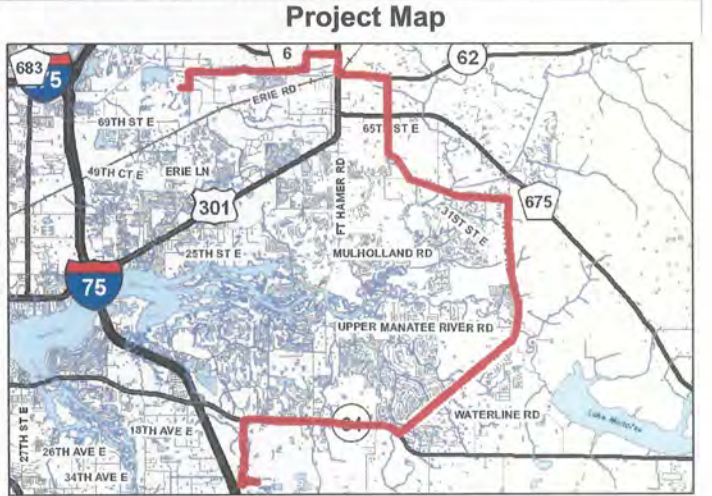 Project Map
683
75
6
62
ERIE RD
69TH ST E
65TH ST E
49TH CT E
ERIE LN
FT HAMER RD
301
31ST ST E
675
25TH ST E
MULHOLLAND RD
75
UPPER MANATEE RIVER RD
WATERLINE RD
27TH ST E
18TH AVE E
26TH AVE E
34TH AVE E
Lake Manatee